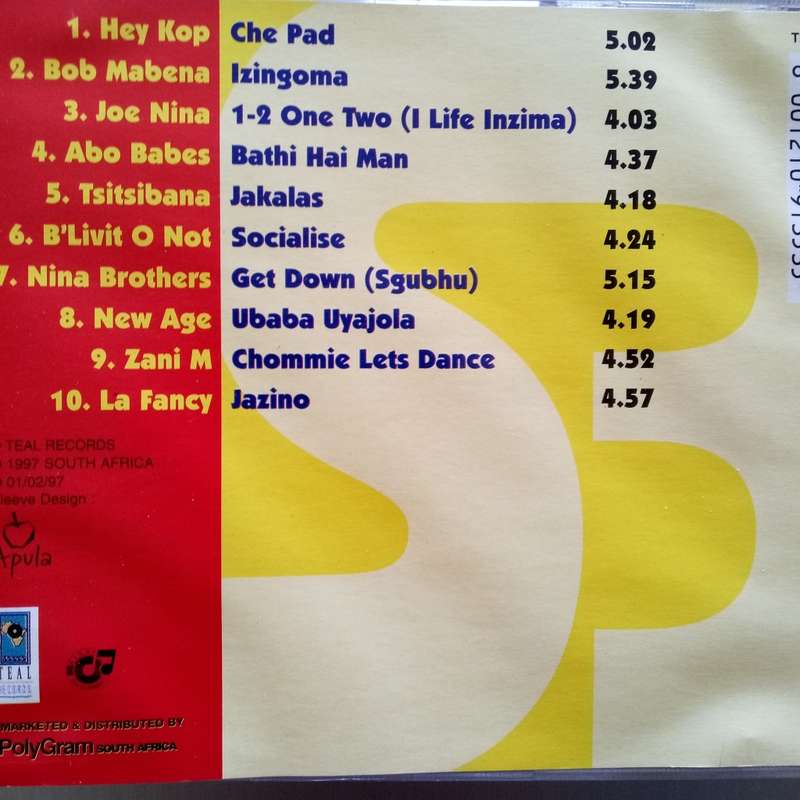 1. Hey Kop Che Pad 5.02
2. Bob Mabena Izingoma 5.39
3. Joe Nina 1-2 One Two (I Life Inzima) 4.03
4. Abo Babes Bathi Hai Man 4.37
5. Tsitsibana Jakalas 4.18
6. B'Livit O Not Socialise 4.24
7. Nina Brothers Get Down (Sgubhu) 5.15
8. New Age Ubaba Uyajola 4.19
9. Zani M Chommie Lets Dance 4.52
10. La Fancy Jazino 4.57
TEAL RECORDS
1997 SOUTH AFRICA
01/02/97
Design :
Apula
TEAL
RECORDS
MARKETED & DISTRIBUTED BY
PolyGram SOUTH AFRICA